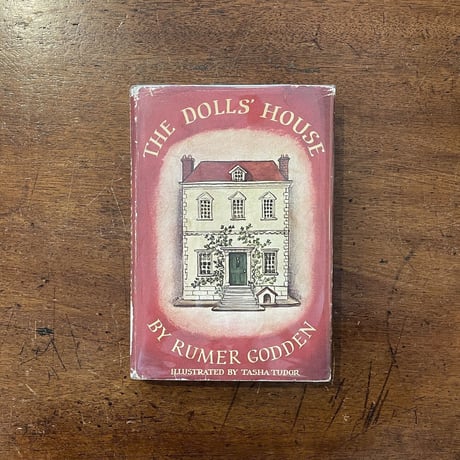 THE DOLLS' HOUSE
BY RUMER GODDEN
ILLUSTRATED BY TASHA TUDOR